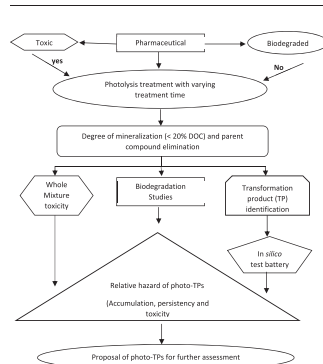 Toxic
Pharmaceutical
Biodegraded
yes
No
Photolysis treatment with varying
treatment time
Degree of mineralization (< 20% DOC) and parent
compound elimination
Whole
Mixture
toxicity
Biodegradation
Studies
Transformation
product (TP)
identification
In silico
test battery
Relative hazard of photo-TPs
(Accumulation, persistency and
toxicity
Proposal of photo-TPs for further assessment